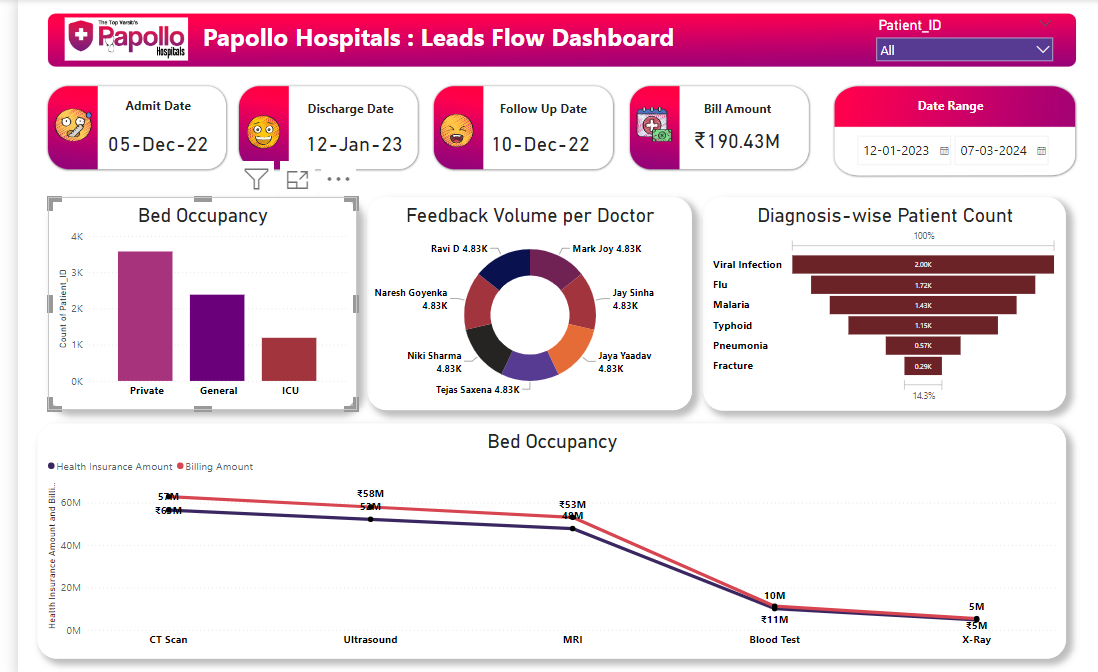 The Top Varsit's
Papollo
Hospitals
Papollo Hospitals : Leads Flow Dashboard
Patient_ID
All
Admit Date
05-Dec-22
Discharge Date
12-Jan-23
Follow Up Date
10-Dec-22
Bill Amount
₹190.43M
Date Range
12-01-2023
07-03-2024
Bed Occupancy
4K
3K
2K
1K
0K
Count of Patient_ID
Private
General
ICU
Feedback Volume per Doctor
Ravi D 4.83K
Mark Joy 4.83K
Naresh Goyenka
4.83K
Jay Sinha
4.83K
Niki Sharma
4.83K
Jaya Yaadav
4.83K
Tejas Saxena 4.83K
Diagnosis-wise Patient Count
100%
Viral Infection
2.00K
Flu
1.72K
Malaria
1.43K
Typhoid
1.15K
Pneumonia
0.57K
Fracture
0.29K
14.3%
Bed Occupancy
Health Insurance Amount
Billing Amount
Health Insurance Amount and Billi...
60M
40M
20M
0M
57M
₹63M
₹58M
52M
₹53M
48M
10M
₹11M
5M
₹5M
CT Scan
Ultrasound
MRI
Blood Test
X-Ray